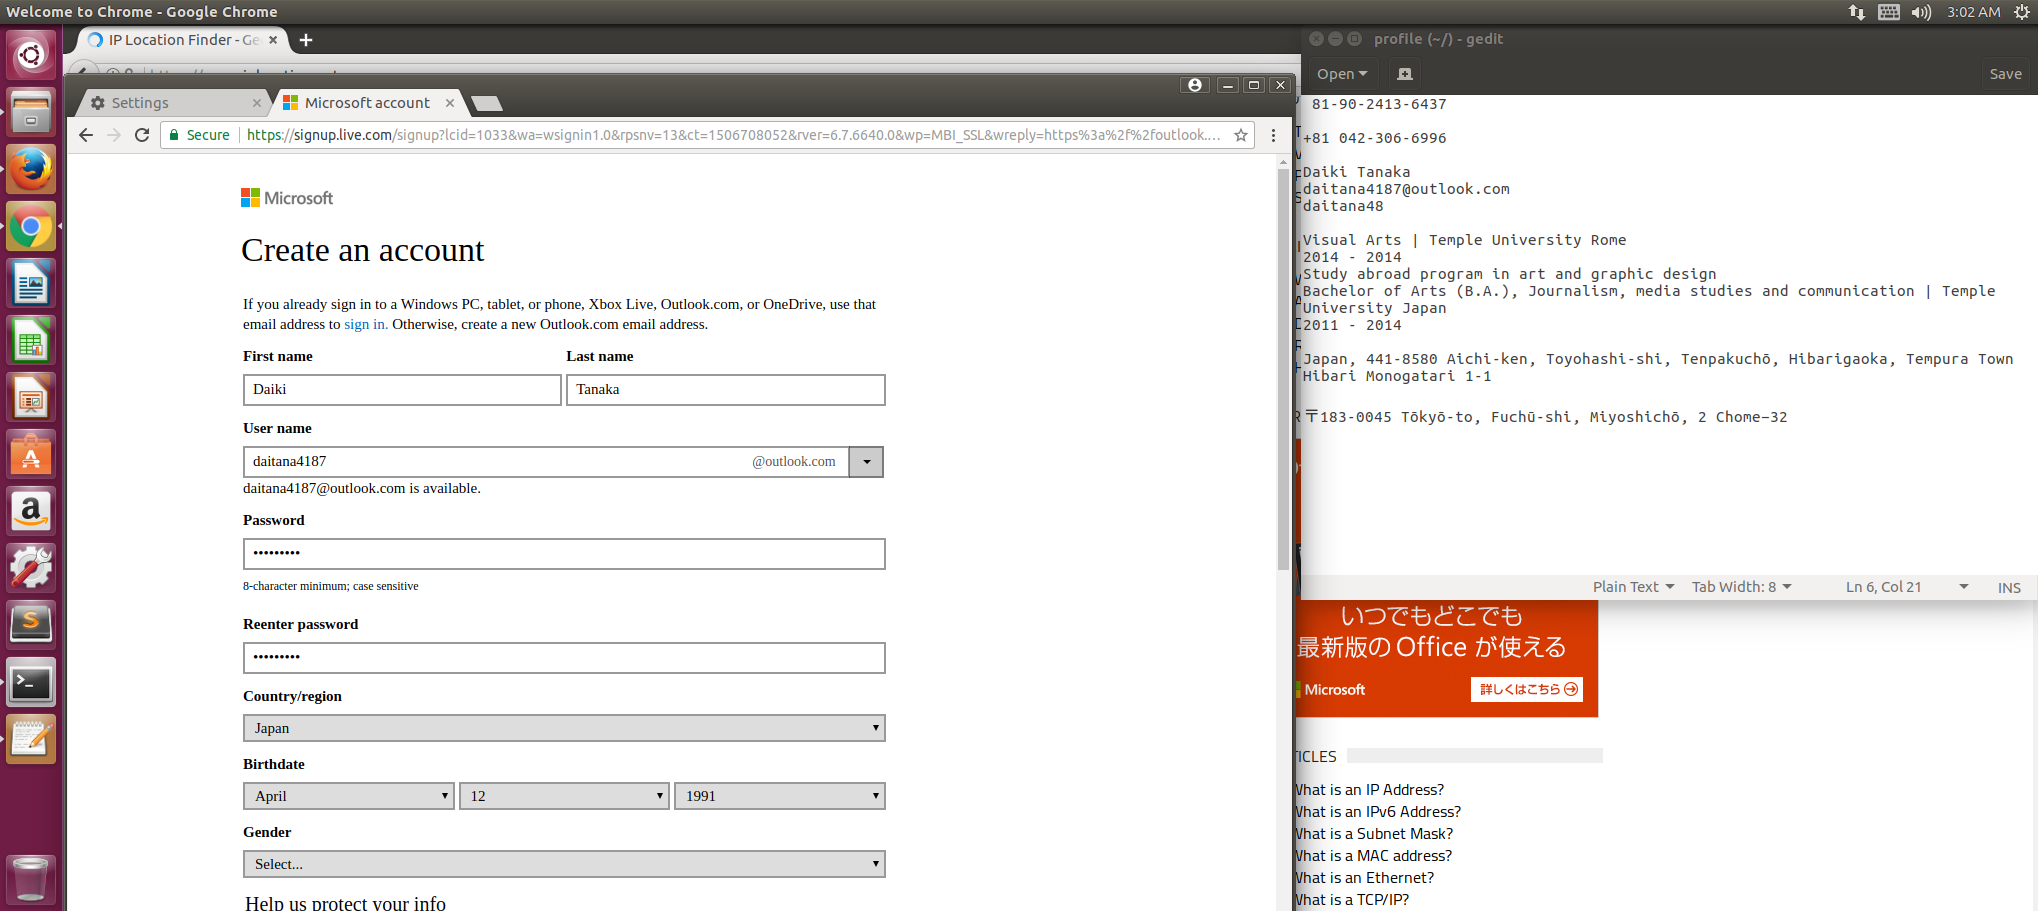 Welcome to Chrome - Google Chrome
3:02 AM
IP Location Finder - Ge
profile (~/) - gedit
Open
Save
Settings
Microsoft account
Secure
https://signup.live.com/signup?lcid=1033&wa=wsignin1.0&rpsnv=13&ct=1506708052&rver=6.7.6640.0&wp=MBI_SSL&wreply=https%3a%2f%2foutlook....
Microsoft
Create an account
If you already sign in to a Windows PC, tablet, or phone, Xbox Live, Outlook.com, or OneDrive, use that
email address to sign in. Otherwise, create a new Outlook.com email address.
First name
Last name
Daiki
Tanaka
User name
daitana4187
@outlook.com
daitana4187@outlook.com is available.
Password
•••••••••
8-character minimum; case sensitive
Reenter password
•••••••••
Country/region
Japan
Birthdate
April
12
1991
Gender
Select...
Help us protect your info
81-90-2413-6437
+81 042-306-6996
Daiki Tanaka
daitana4187@outlook.com
daitana48
Visual Arts | Temple University Rome
2014 - 2014
Study abroad program in art and graphic design
Bachelor of Arts (B.A.), Journalism, media studies and communication | Temple
University Japan
2011 - 2014
Japan, 441-8580 Aichi-ken, Toyohashi-shi, Tenpakuchō, Hibarigaoka, Tempura Town
Hibari Monogatari 1-1
〒183-0045 Tōkyō-to, Fuchū-shi, Miyoshichō, 2 Chome−32
Plain Text
Tab Width: 8
Ln 6, Col 21
INS
いつでもどこでも
最新版の Office が使える
Microsoft
詳しくはこちら
TICLES
What is an IP Address?
What is an IPv6 Address?
What is a Subnet Mask?
What is a MAC address?
What is an Ethernet?
What is a TCP/IP?